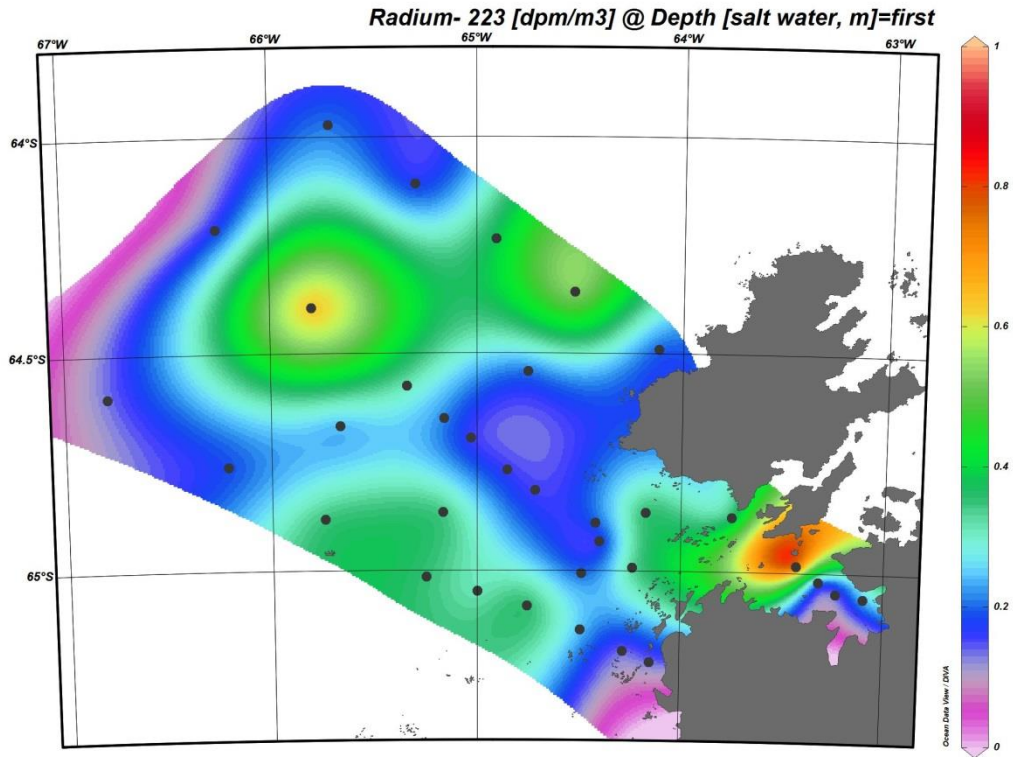 Radium- 223 [dpm/m3] @ Depth [salt water, m]=first
67°W 66°W 65°W 64°W 63°W
64°S
64.5°S
65°S
1
0.8
0.6
0.4
0.2
0
Ocean Data View / DIVA